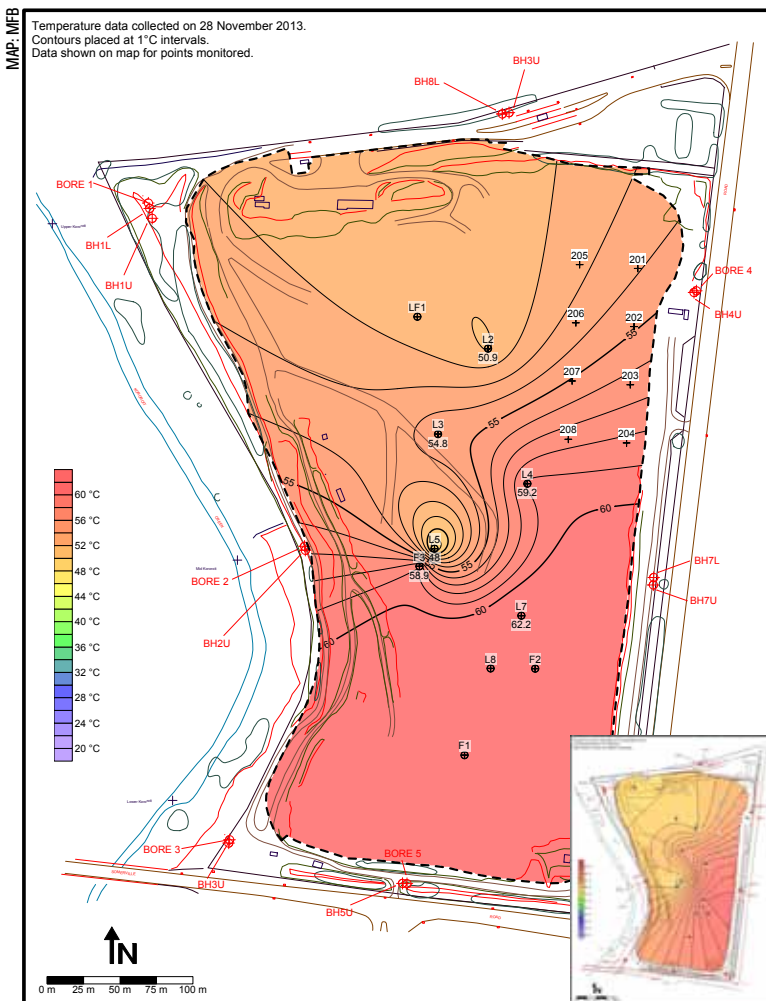 MAP: MFB
Temperature data collected on 28 November 2013.
Contours placed at 1°C intervals.
Data shown on map for points monitored.
BH8L
BH3U
BORE 1
BH1L
BH1U
205
201
BORE 4
BH4U
LF1
206
202
L2
50.9
55
207
203
L3
54.8
55
208
204
L4
59.2
55
60
60 °C
56 °C
52 °C
48 °C
44 °C
40 °C
36 °C
32 °C
28 °C
24 °C
20 °C
L5
48
F3
58.9
55
BORE 2
BH2U
BH7L
BH7U
60
60
L7
62.2
L8
F2
F1
BORE 3
BH3U
BORE 5
BH5U
ROAD
N
0 m
25 m
50 m
75 m
100 m